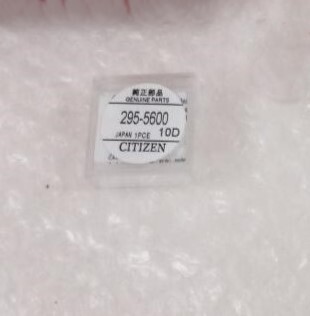 純正部品
GENUINE PARTS
295-5600
JAPAN 1PCE 10D
CITIZEN